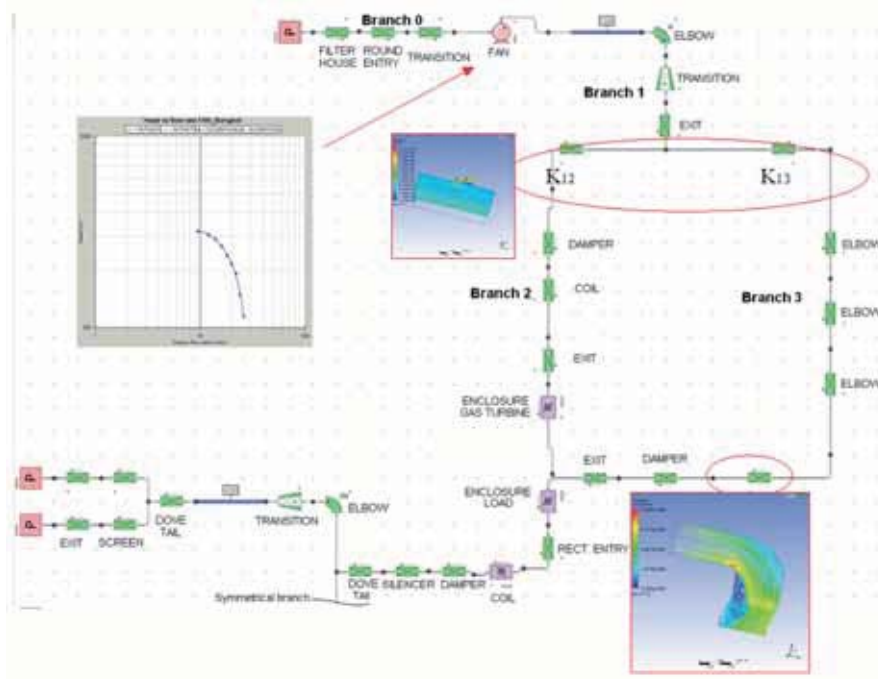 Branch 0
FILTER HOUSE
ROUND ENTRY
TRANSITION
FAN
ELBOW
TRANSITION
Branch 1
EXIT
K12
K13
DAMPER
ELBOW
COIL
Branch 2
Branch 3
ELBOW
EXIT
ELBOW
ENCLOSURE
GAS TURBINE
EXIT
DAMPER
ENCLOSURE
LOAD
DOVE
TAIL
TRANSITION
ELBOW
EXIT
SCREEN
RECT. ENTRY
DOVE
TAIL
SILENCER
DAMPER
COIL
Symmetrical branch